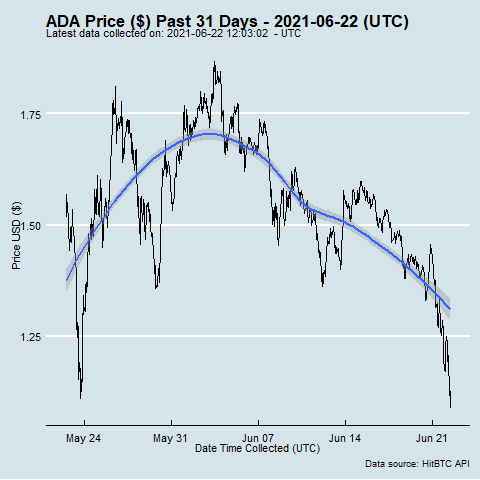 ADA Price ($) Past 31 Days - 2021-06-22 (UTC)
Latest data collected on: 2021-06-22 12:03:02 - UTC
1.75
1.50
1.25
Price USD ($)
May 24 May 31 Jun 07 Jun 14 Jun 21
Date Time Collected (UTC)
Data source: HitBTC API